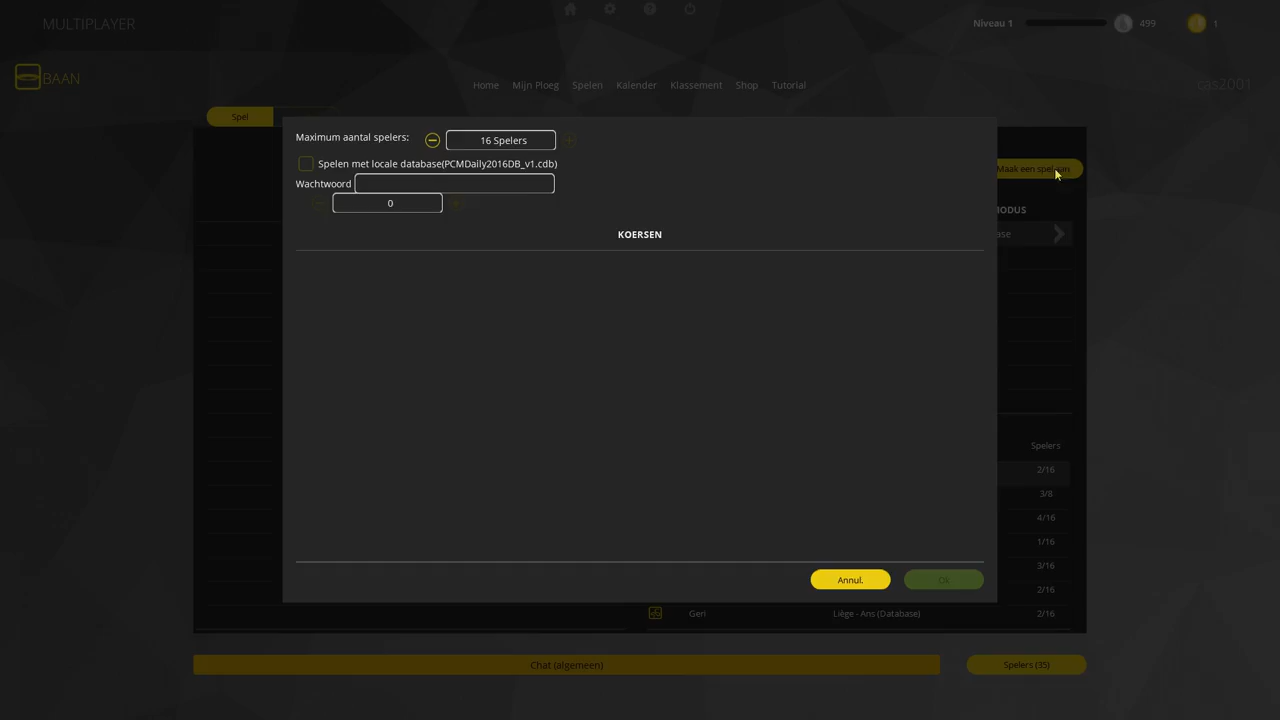 MULTIPLAYER
Niveau 1
499
1
BAAN
Home Mijn Ploeg Spelen Kalender Klassement Shop Tutorial
cas2001
Spel
Maximum aantal spelers: 16 Spelers
Spelen met locale database(PCMDaily2016DB_v1.cdb)
Maak een spel aan
Wachtwoord
0
KOERSEN
Spelers
2/16
3/8
4/16
1/16
3/16
Annul. Ok
2/16
Geri Liège - Ans (Database) 2/16
Chat (algemeen) Spelers (35)